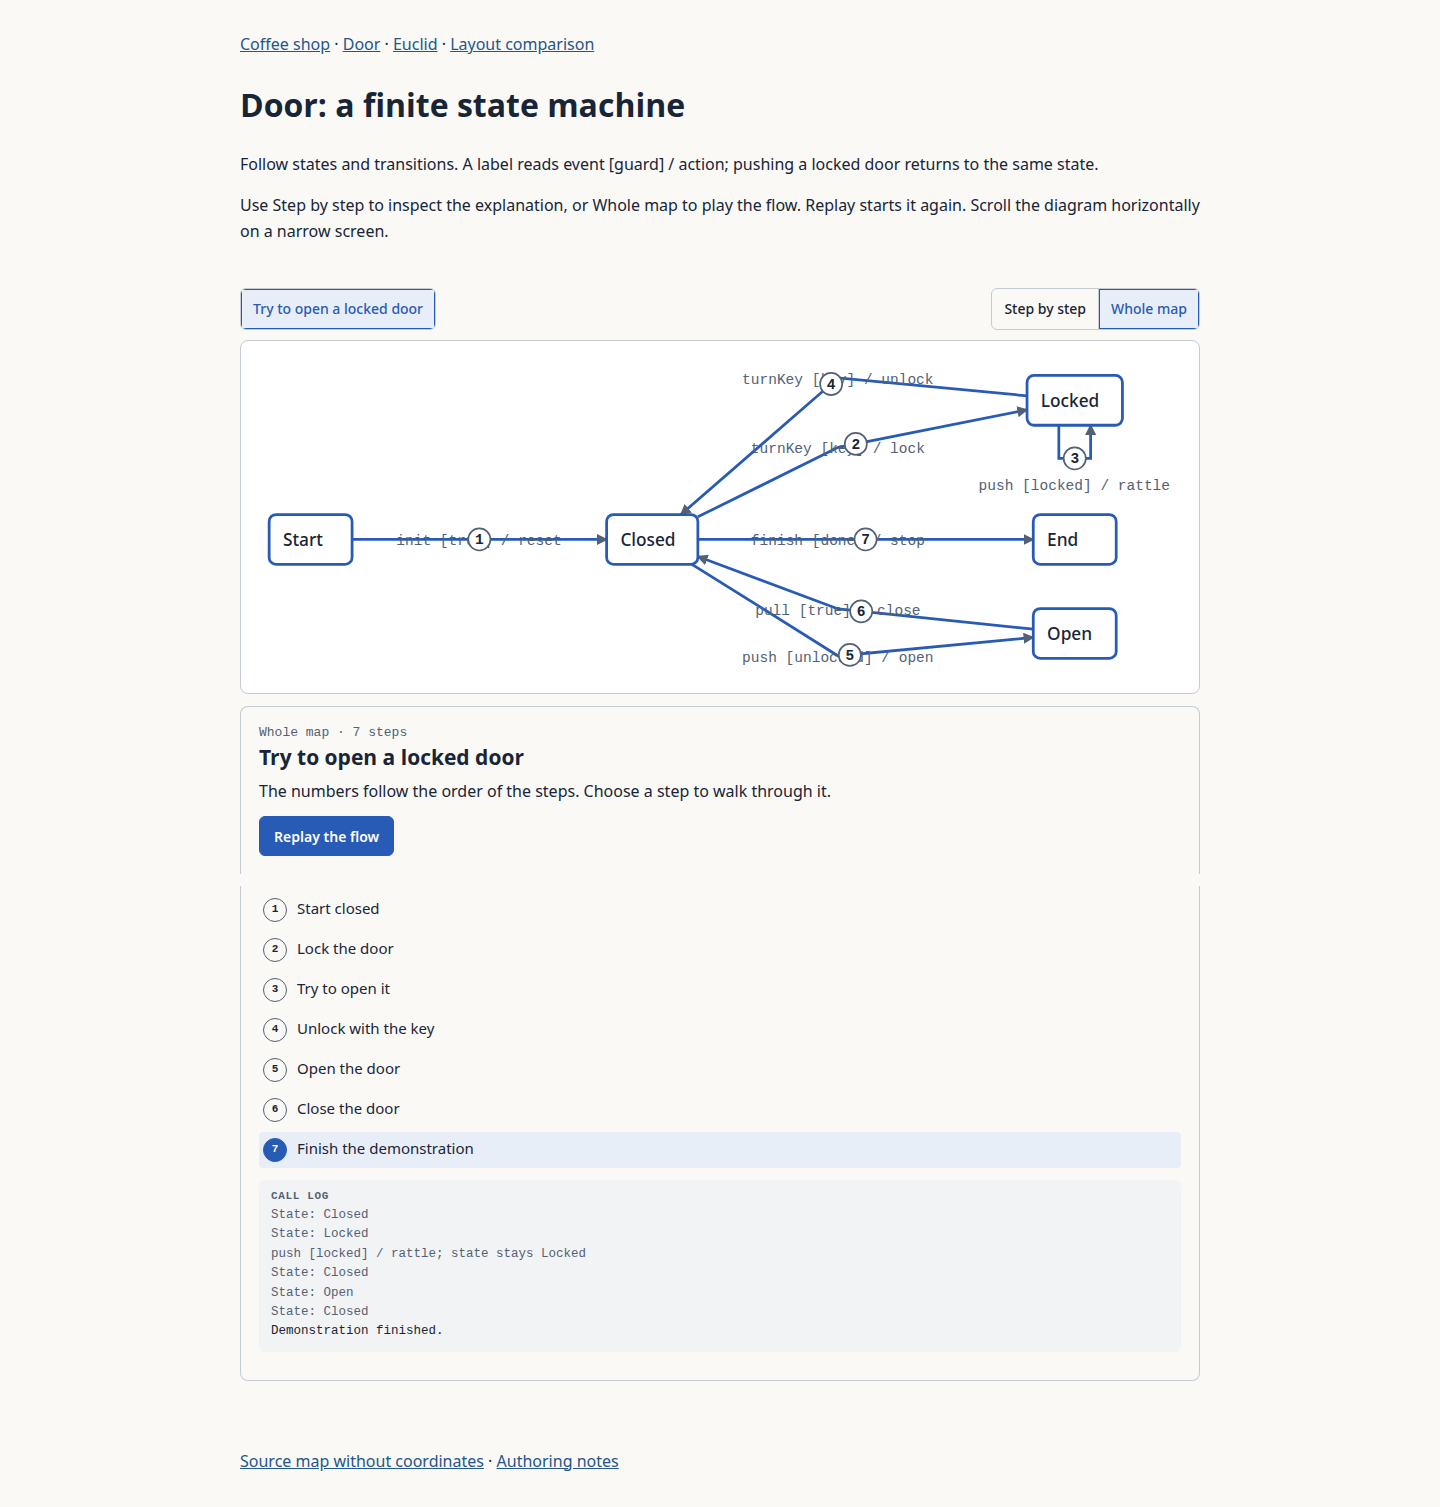 Coffee shop · Door · Euclid · Layout comparison
Door: a finite state machine
Follow states and transitions. A label reads event [guard] / action; pushing a locked door returns to the same state.
Use Step by step to inspect the explanation, or Whole map to play the flow. Replay starts it again. Scroll the diagram horizontally
on a narrow screen.
Try to open a locked door
Step by step
Whole map
turnKey [ ] / unlock
4
Locked
turnKey [ / lock
2
3
push [locked] / rattle
Start
init [ ] / reset
1
Closed
finish [ / stop
7
End
pull [true] close
6
Open
push [ ] / open
5
Whole map · 7 steps
Try to open a locked door
The numbers follow the order of the steps. Choose a step to walk through it.
Replay the flow
1 Start closed
2 Lock the door
3 Try to open it
4 Unlock with the key
5 Open the door
6 Close the door
7 Finish the demonstration
CALL LOG
State: Closed
State: Locked
push [locked] / rattle; state stays Locked
State: Closed
State: Open
State: Closed
Demonstration finished.
Source map without coordinates · Authoring notes